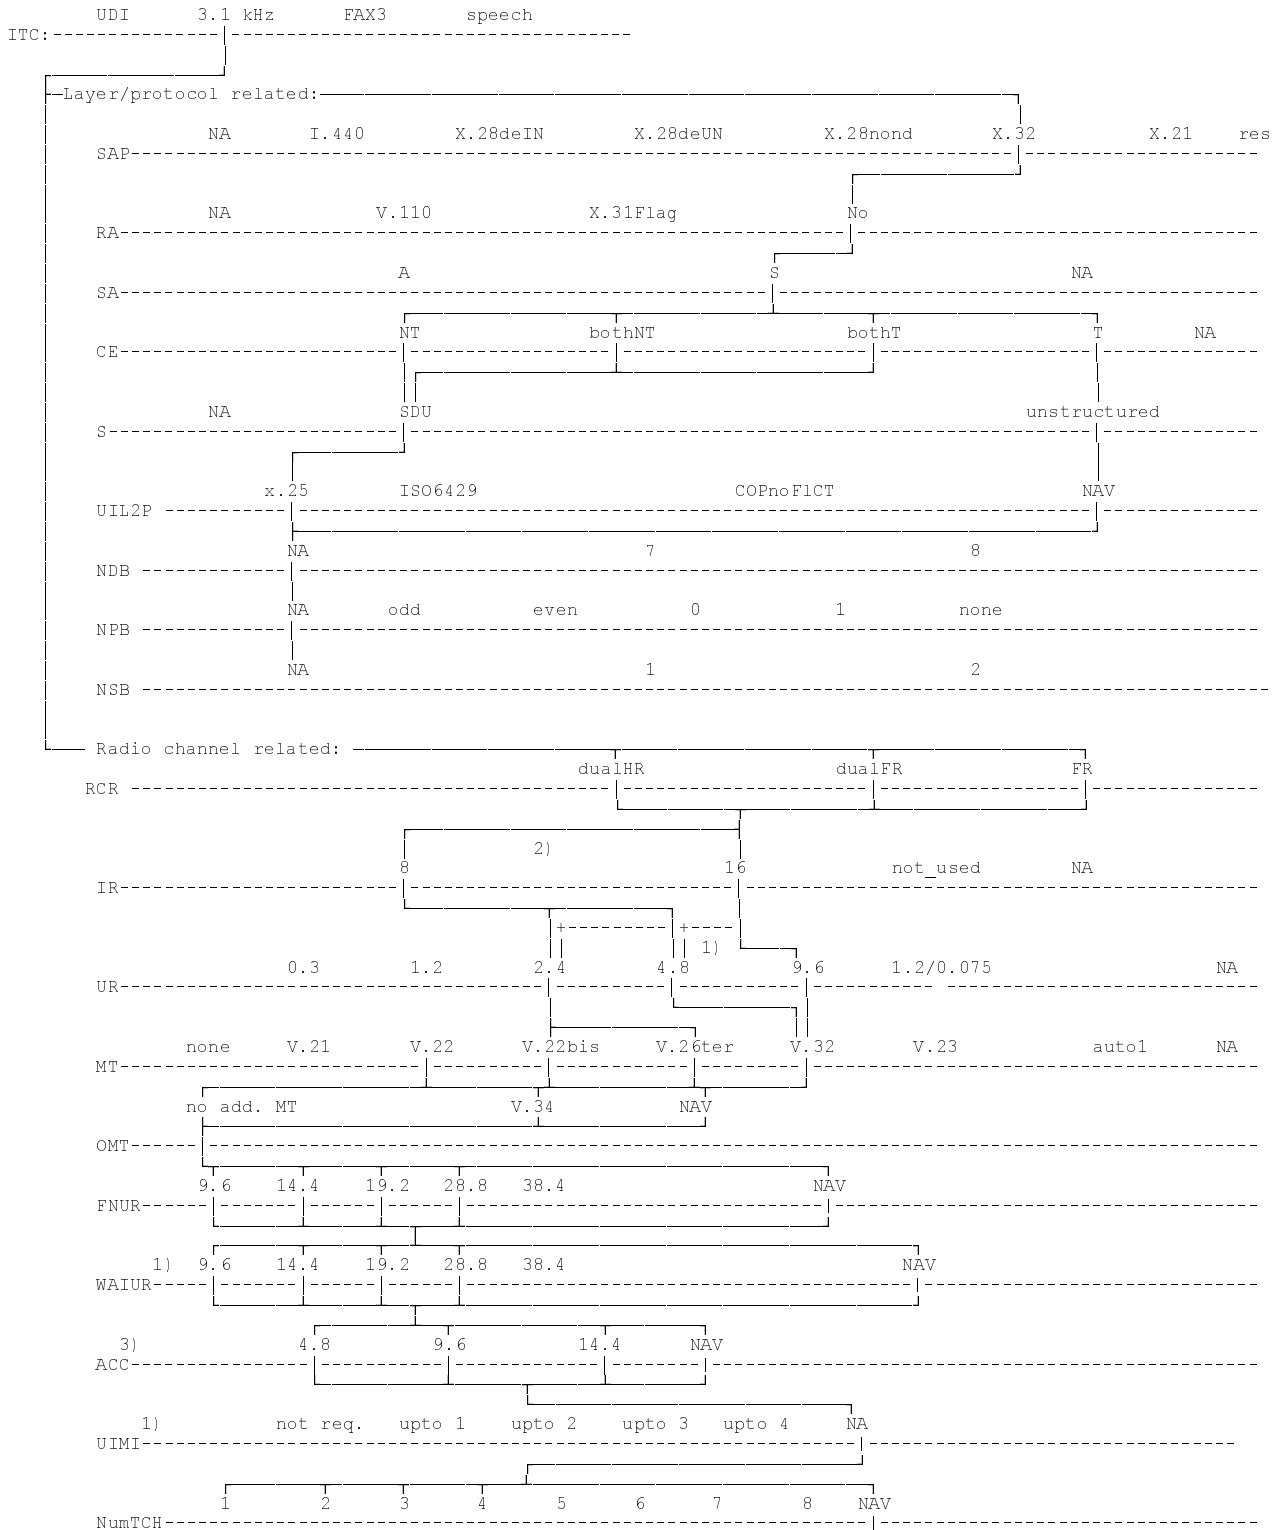 UDI 3.1 kHz FAX3 speech
ITC:
Layer/protocol related:
NA I.440 X.28deIN X.28deUN X.28nond X.32 X.21 res
SAP
NA V.110 X.31Flag No
RA
A S NA
SA
NT bothNT bothT T NA
CE
NA SDU unstructured
S
x.25 ISO6429 COPnoFlCT NAV
UIL2P
NA 7 8
NDB
NA odd even 0 1 none
NPB
NA 1 2
NSB
Radio channel related:
dualHR dualFR FR
RCR
2)
8 16 not_used NA
IR
1)
0.3 1.2 2.4 4.8 9.6 1.2/0.075 NA
UR
none V.21 V.22 V.22bis V.26ter V.32 V.23 auto1 NA
MT
no add. MT V.34 NAV
OMT
9.6 14.4 19.2 28.8 38.4 NAV
FNUR
1) 9.6 14.4 19.2 28.8 38.4 NAV
WAIUR
3) 4.8 9.6 14.4 NAV
ACC
1) not req. upto 1 upto 2 upto 3 upto 4 NA
UIMI
1 2 3 4 5 6 7 8 NAV
NumTCH